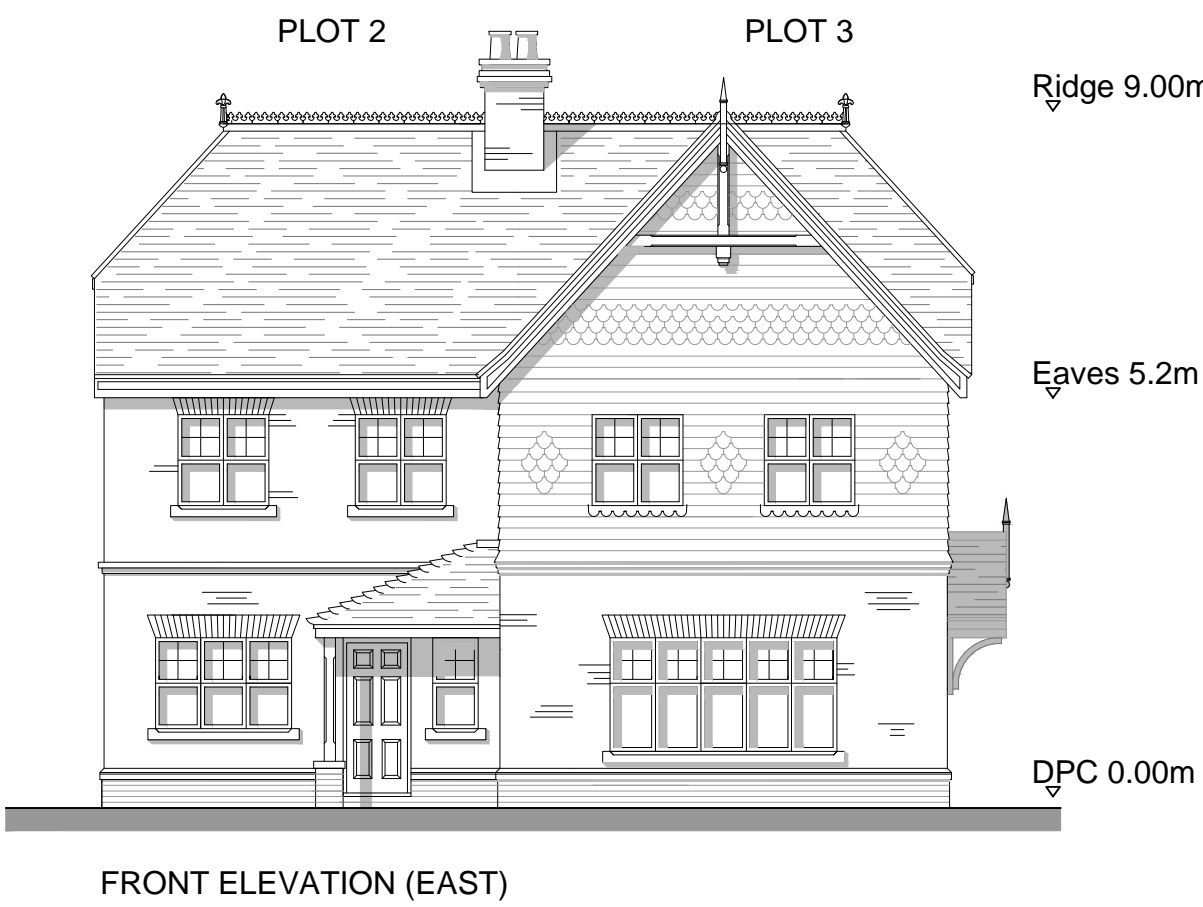 PLOT 2
PLOT 3
Ridge 9.00m
Eaves 5.2m
DPC 0.00m
FRONT ELEVATION (EAST)